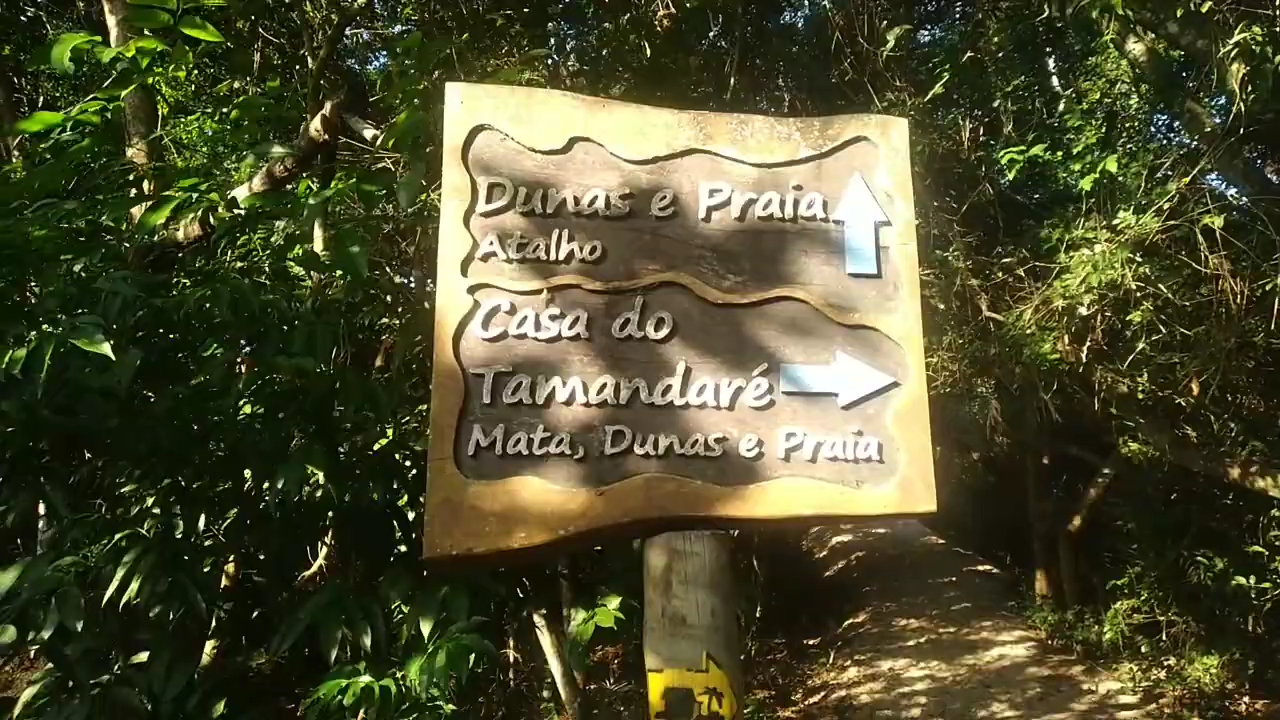 Dunas e Praia
Atalho
Casa do
Tamandaré
Mata, Dunas e Praia